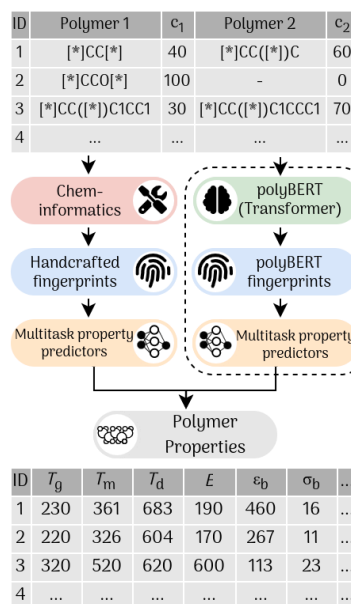 ID Polymer 1 c1 Polymer 2 c2
1 [*]CC[*] 40 [*]CC([*])C 60
2 [*]CCO[*] 100 - 0
3 [*]CC([*])C1CC1 30 [*]CC([*])C1CCC1 70
4 ... ... ... ...
Chem-
informatics
polyBERT
(Transformer)
Handcrafted
fingerprints
polyBERT
fingerprints
Multitask property
predictors
Multitask property
predictors
Polymer
Properties
ID Tg Tm Td E εb σb ...
1 230 361 683 190 460 16 ...
2 220 326 604 170 267 11 ...
3 320 520 620 600 113 23 ...
4 ... ... ... ... ... ... ...